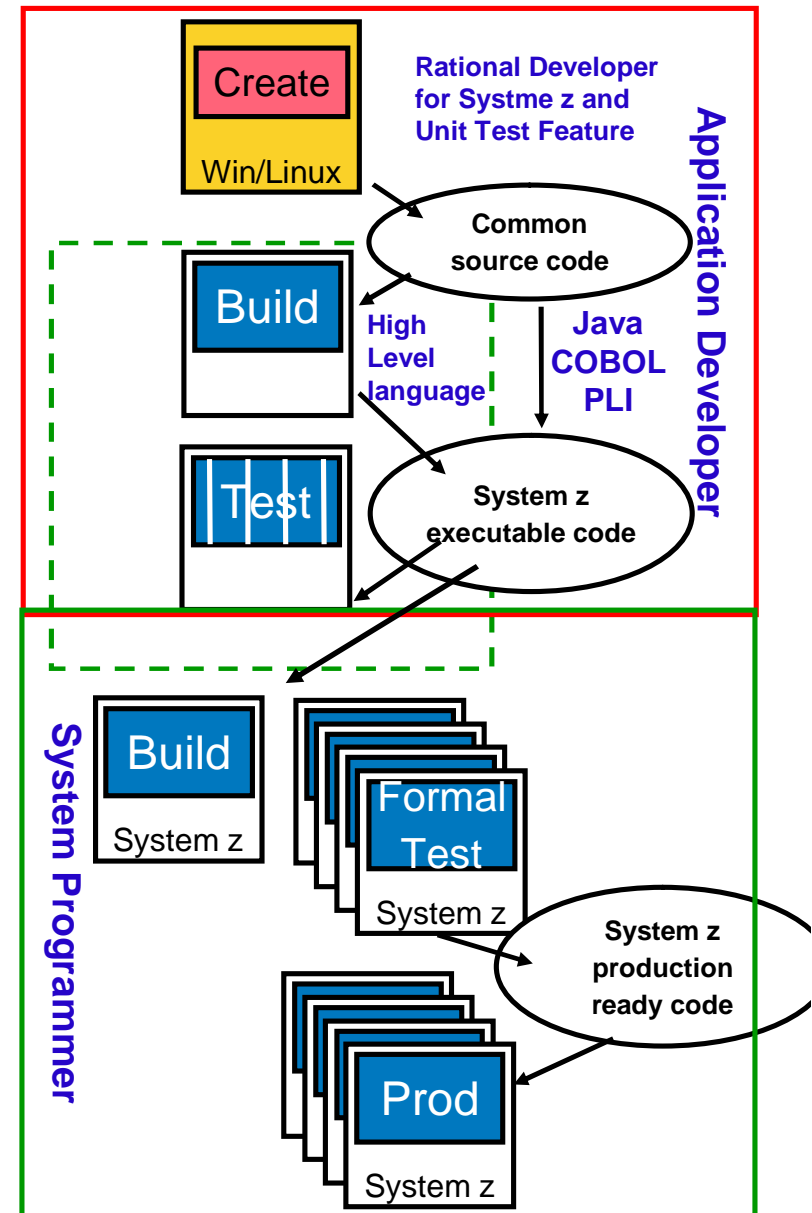 Create
Win/Linux
Rational Developer
for Systme z and
Unit Test Feature
Application Developer
Common
source code
Build
High
Level
language
Java
COBOL
PLI
Test
System z
executable code
System Programmer
Build
System z
Formal
Test
System z
System z
production
ready code
Prod
System z